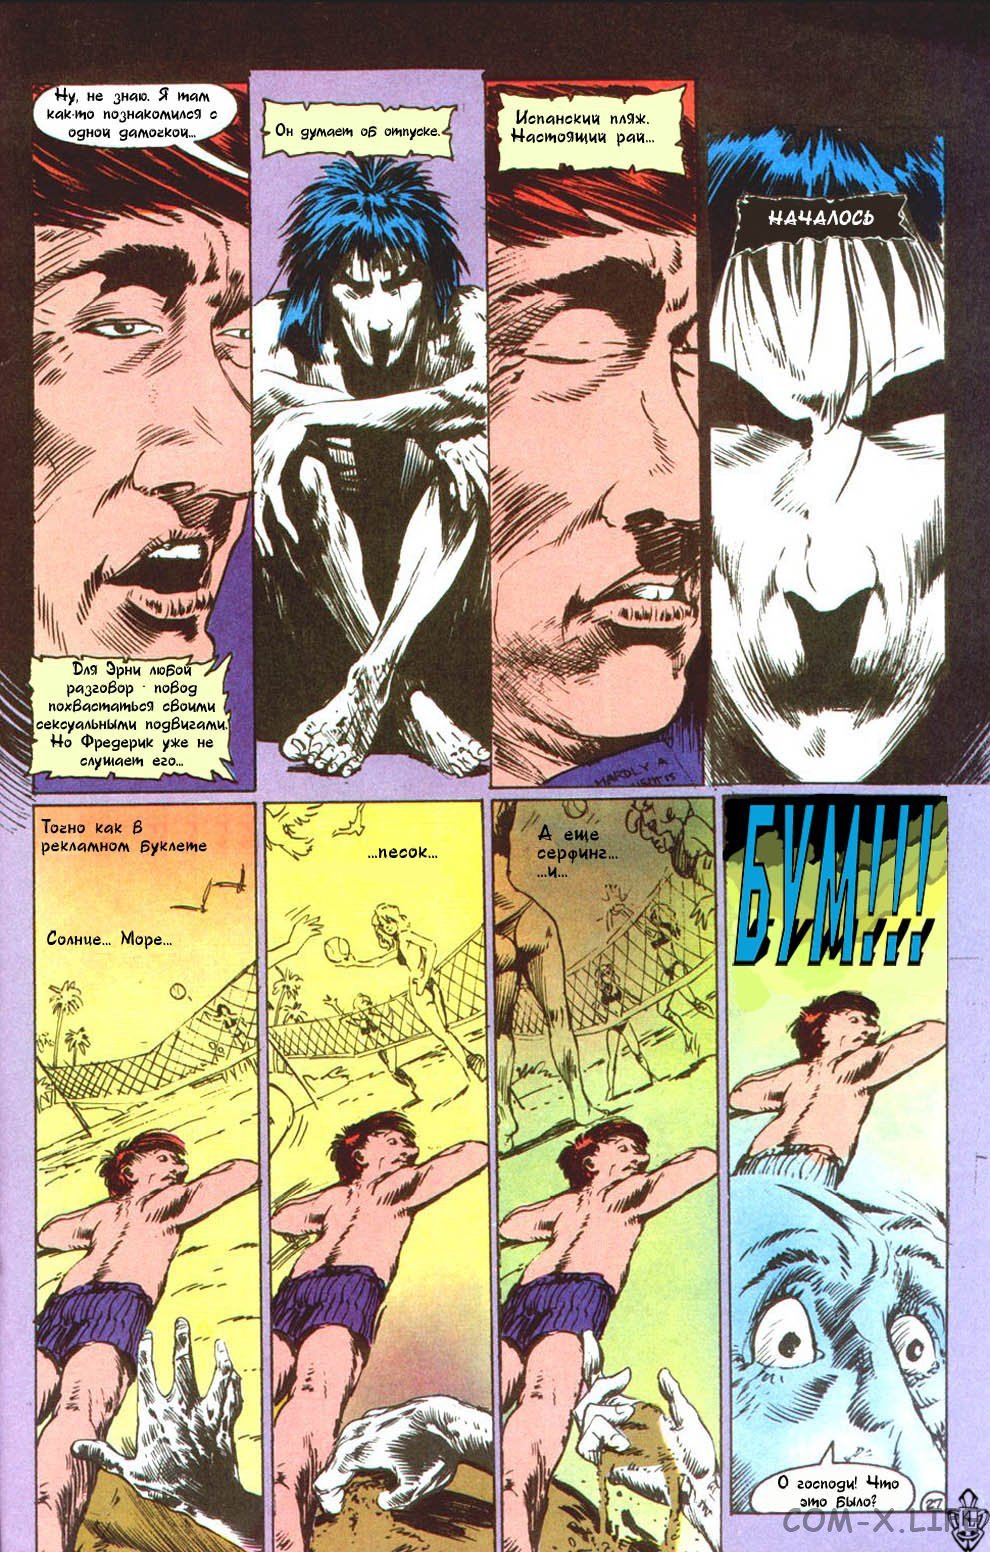 Ну, не знаю. Я там
как-то познакомился с
одной дамочкой...
Для Эрни любой
разговор - повод
похвастаться своими
сексуальными подвигами.
Но Фредерик уже не
слушает его...
Он думает об отпуске.
Испанский пляж.
Настоящий рай...
НАЧАЛОСЬ
HARDLY A
Точно как в
рекламном буклете
Солнце... Море...
...песок...
А еще
серфинг...
...и...
БУМ!!!
О господи! Что
это было?
27
COM-X.LIFE